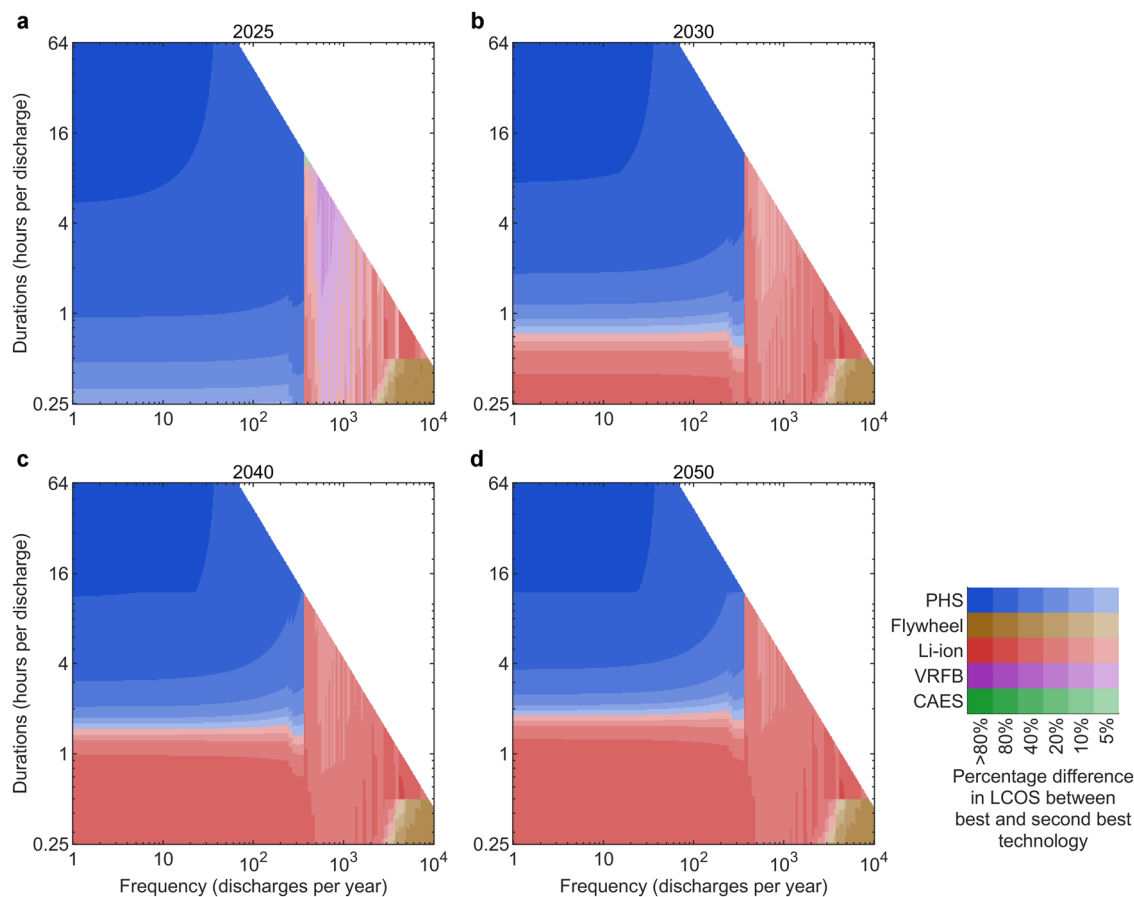 a
2025
64
16
4
1
0.25
1
10
10²
10³
10⁴
Durations (hours per discharge)
b
2030
64
16
4
1
0.25
1
10
10²
10³
10⁴
c
2040
64
16
4
1
0.25
1
10
10²
10³
10⁴
Durations (hours per discharge)
Frequency (discharges per year)
d
2050
64
16
4
1
0.25
1
10
10²
10³
10⁴
Frequency (discharges per year)
PHS
Flywheel
Li-ion
VRFB
CAES
>80%
80%
40%
20%
10%
5%
Percentage difference
in LCOS between
best and second best
technology